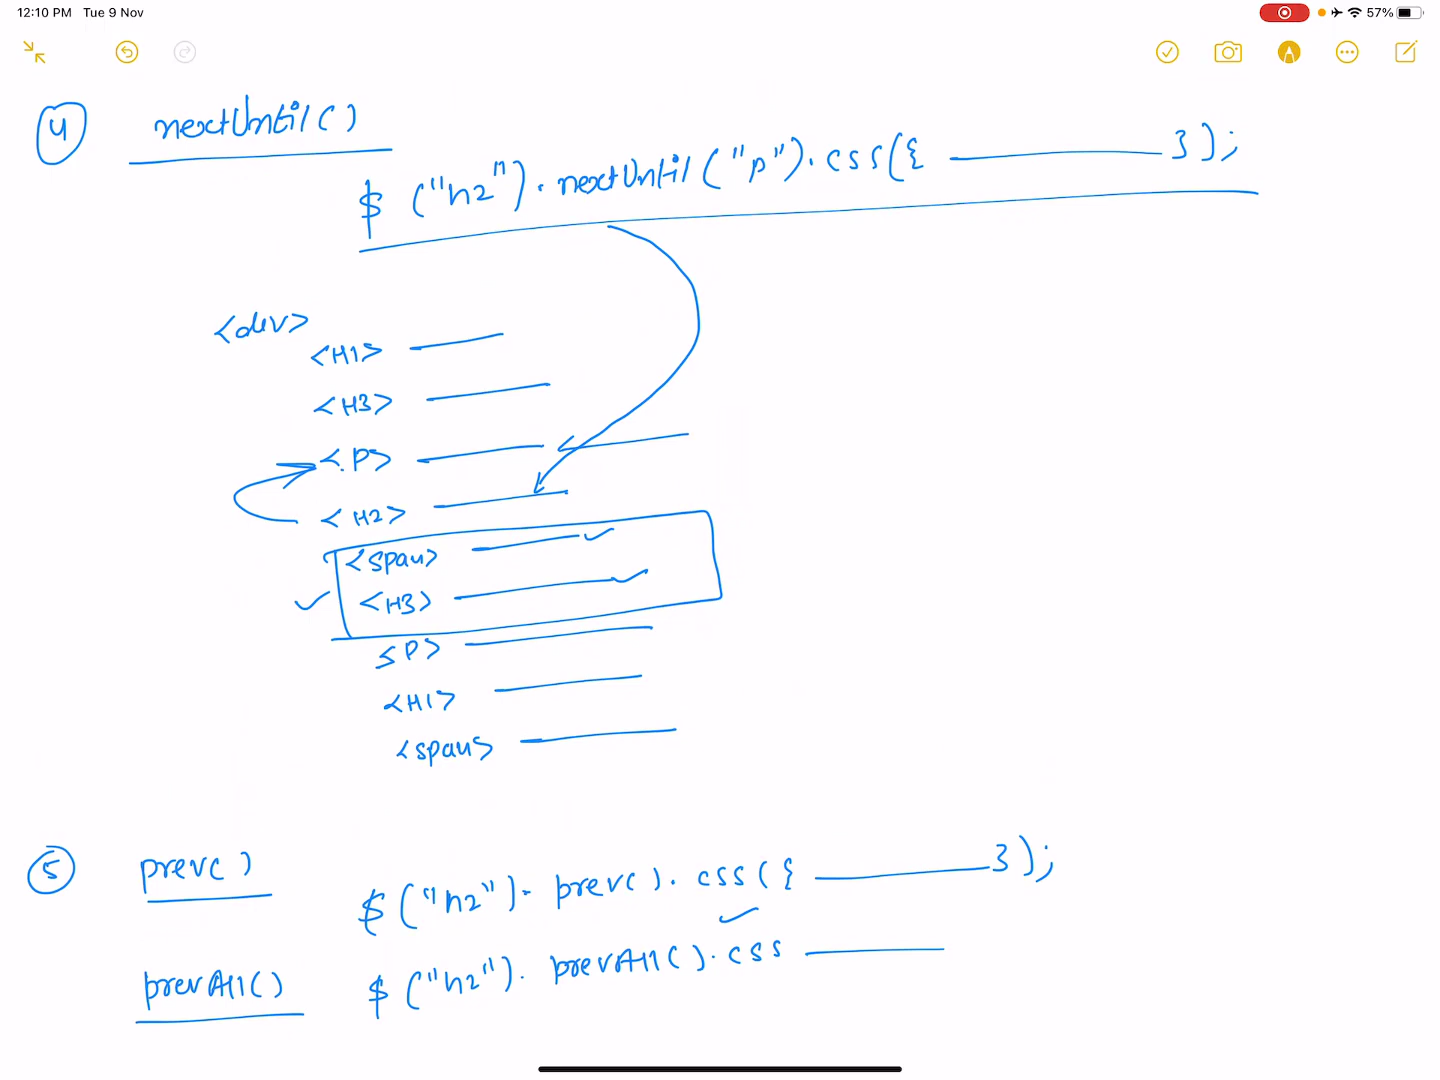 12:10 PM Tue 9 Nov
57%
4 nextUntil()
$ ("h2").nextUntil("p").css({ });
<div>
<H1>
<H3>
<P>
<H2>
<span>
<H3>
<P>
<H1>
<span>
5 prev() $("h2").prev().css({ });
prevAll() $("h2").prevAll().css